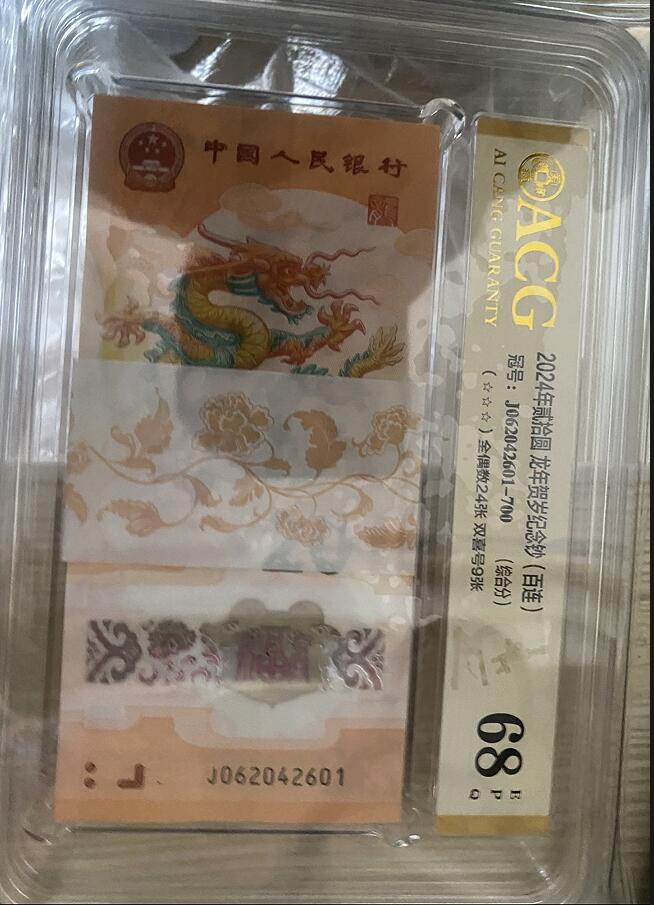 中国人民银行
J062042601
ACG
AI CANG GUARANTY
2024年贰拾圆 龙年贺岁纪念钞（百连）
冠号：J062042601-700 （综合分）
（☆☆☆）全偶数24张 双喜号9张
68
EPQ